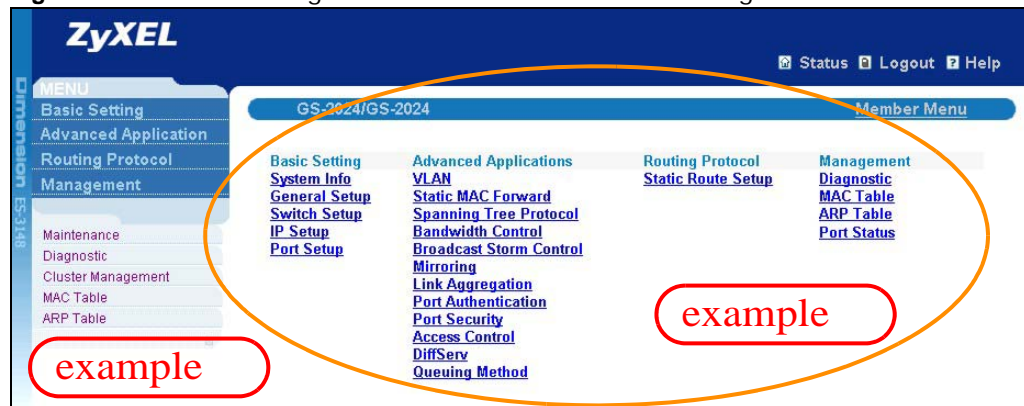 ZyXEL
Status Logout Help
MENU
Basic Setting
Advanced Application
Routing Protocol
Management
Maintenance
Diagnostic
Cluster Management
MAC Table
ARP Table
example
Dimension ES-3148
GS-2024/GS-2024 Member Menu
Basic Setting
System Info
General Setup
Switch Setup
IP Setup
Port Setup
Advanced Applications
VLAN
Static MAC Forward
Spanning Tree Protocol
Bandwidth Control
Broadcast Storm Control
Mirroring
Link Aggregation
Port Authentication
Port Security
Access Control
DiffServ
Queuing Method
Routing Protocol
Static Route Setup
Management
Diagnostic
MAC Table
ARP Table
Port Status
example